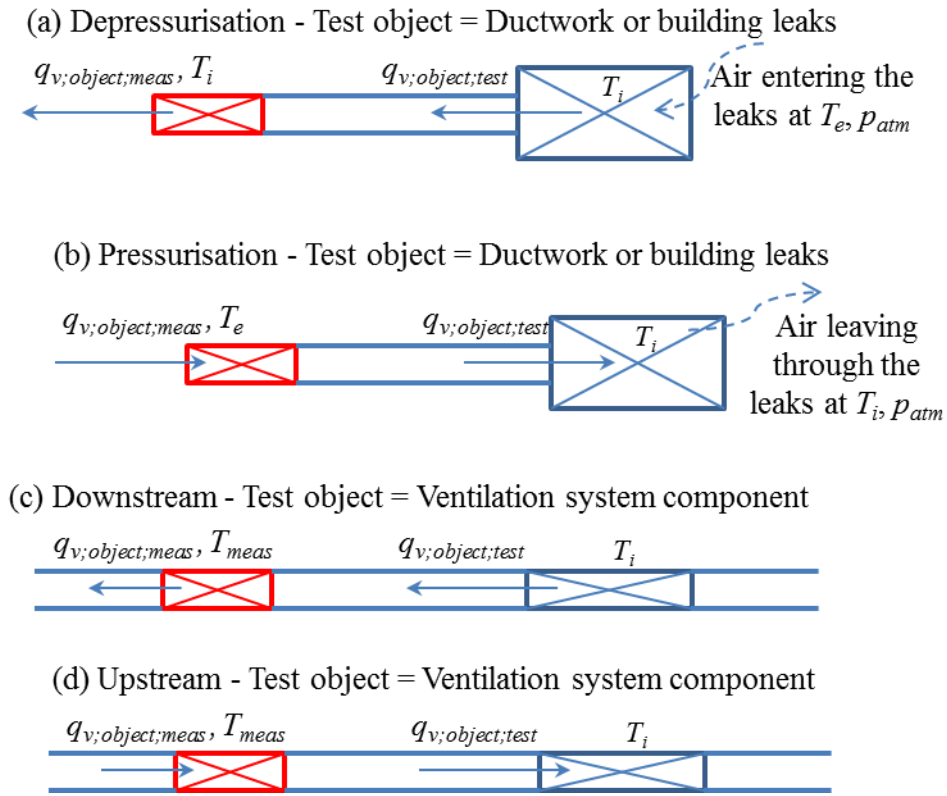 (a) Depressurisation - Test object = Ductwork or building leaks
q_{v;object;meas}, T_i
q_{v;object;test}
T_i
Air entering the
leaks at T_e, p_{atm}
(b) Pressurisation - Test object = Ductwork or building leaks
q_{v;object;meas}, T_e
q_{v;object;test}
T_i
Air leaving
through the
leaks at T_i, p_{atm}
(c) Downstream - Test object = Ventilation system component
q_{v;object;meas}, T_{meas}
q_{v;object;test}
T_i
(d) Upstream - Test object = Ventilation system component
q_{v;object;meas}, T_{meas}
q_{v;object;test}
T_i